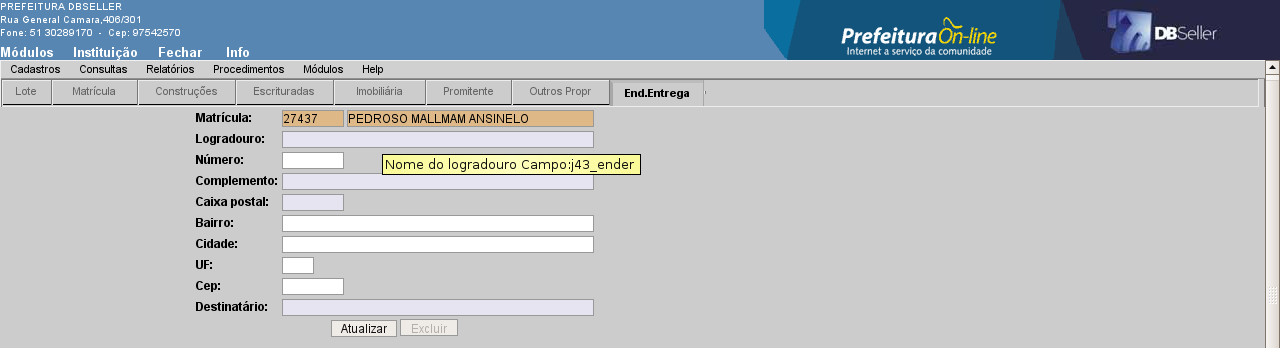 PREFEITURA DBSELLER
Rua General Camara,406/301
Fone: 51 30289170 - Cep: 97542570
Módulos Instituição Fechar Info
Prefeitura On-line
Internet a serviço da comunidade
DBSeller
Cadastros Consultas Relatórios Procedimentos Módulos Help
Lote Matrícula Construções Escrituradas Imobiliária Promitente Outros Propr End.Entrega
Matrícula: 27437 PEDROSO MALLMAM ANSINELO
Logradouro:
Número:
Nome do logradouro Campo:j43_ender
Complemento:
Caixa postal:
Bairro:
Cidade:
UF:
Cep:
Destinatário:
Atualizar Excluir